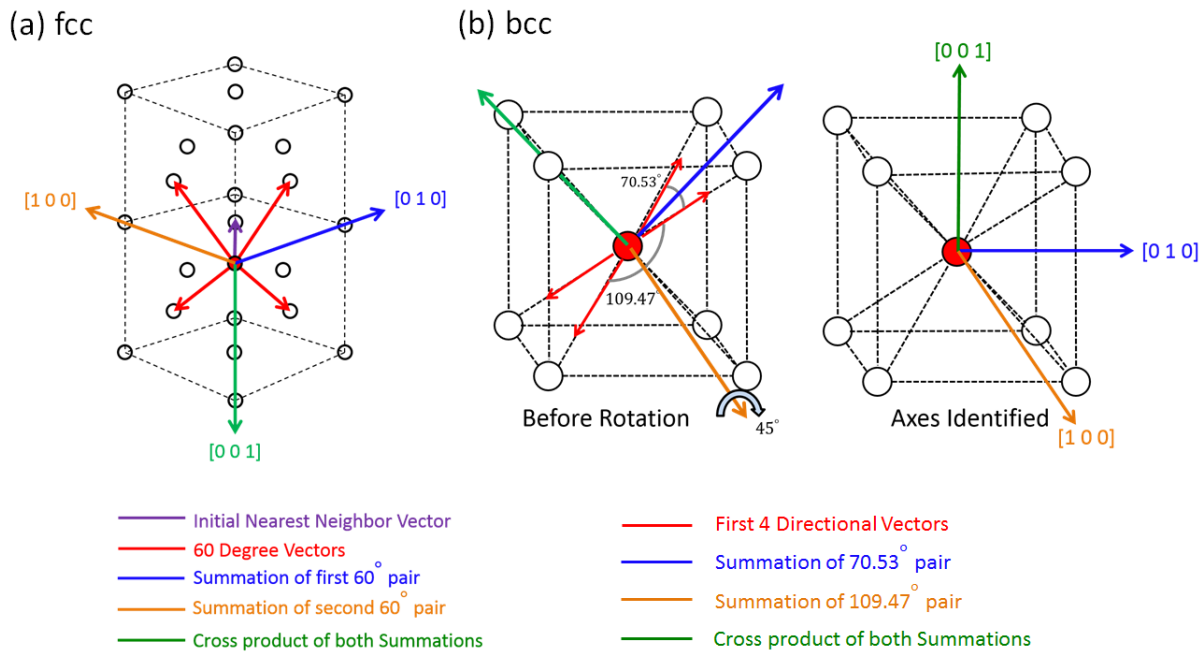 (a) fcc
(b) bcc
[1 0 0]
[0 1 0]
[0 0 1]
70.53°
109.47°
45°
Before Rotation
[0 0 1]
[0 1 0]
[1 0 0]
Axes Identified
Initial Nearest Neighbor Vector
60 Degree Vectors
Summation of first 60° pair
Summation of second 60° pair
Cross product of both Summations
First 4 Directional Vectors
Summation of 70.53° pair
Summation of 109.47° pair
Cross product of both Summations